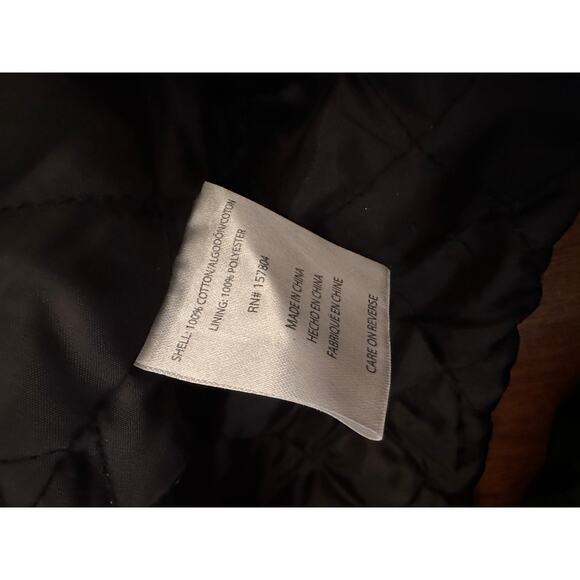 SHELL: 100% COTTON/ALGODÓN/COTON
LINING: 100% POLYESTER
RN# 157804
MADE IN CHINA
HECHO EN CHINA
FABRIQUÉ EN CHINE
CARE ON REVERSE